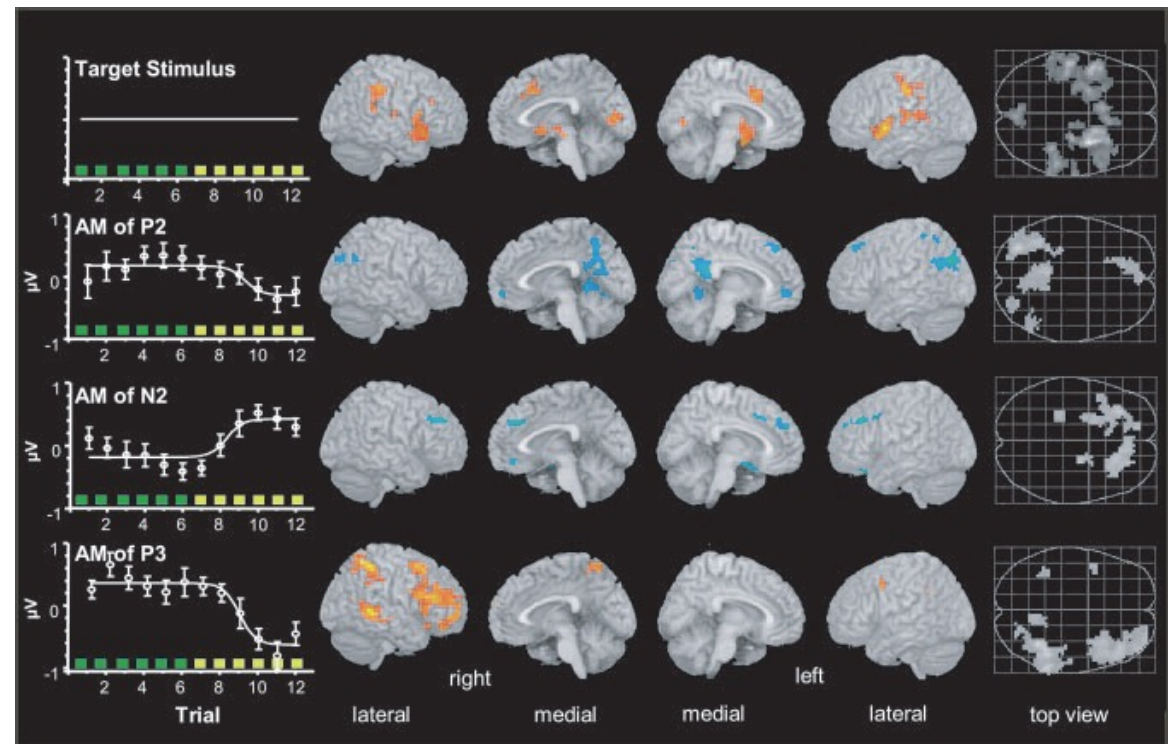 Target Stimulus
2 4 6 8 10 12
AM of P2
1
0
-1
µV
2 4 6 8 10 12
AM of N2
1
0
-1
µV
2 4 6 8 10 12
AM of P3
1
0
-1
µV
2 4 6 8 10 12
Trial
right
left
lateral
medial
medial
lateral
top view